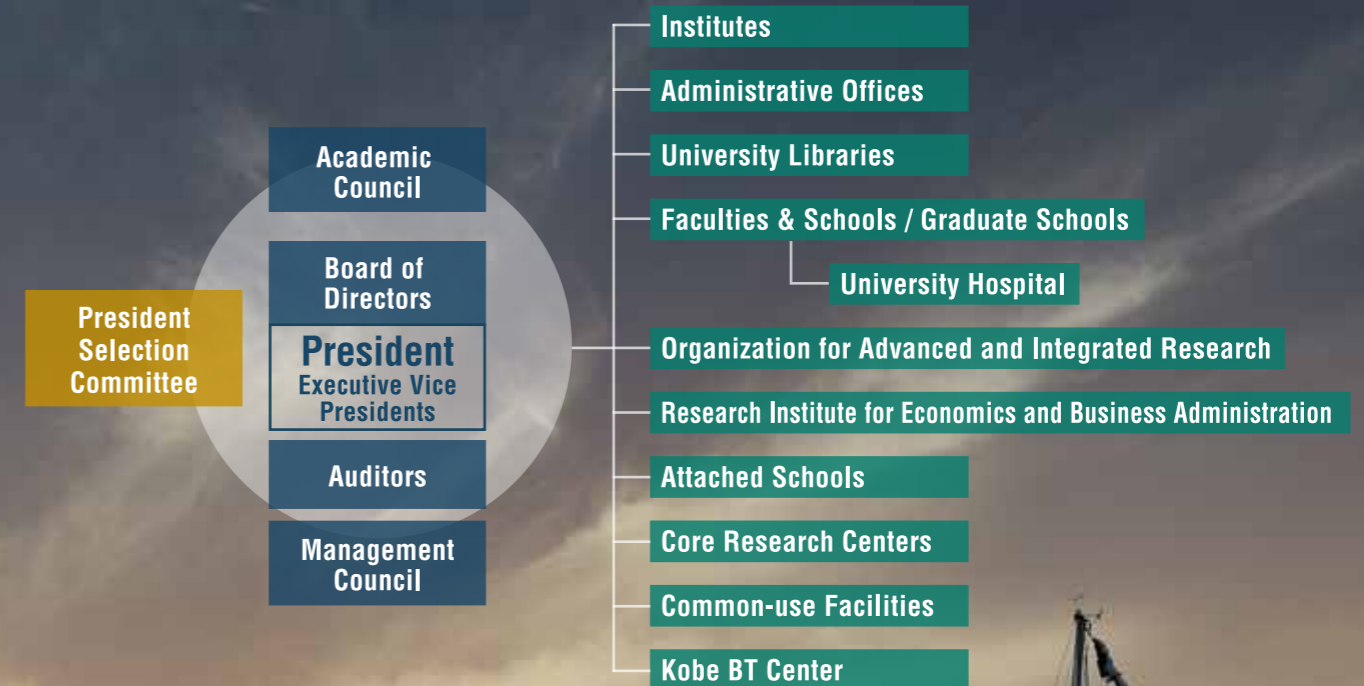 President
Selection
Committee
Academic
Council
Board of
Directors
President
Executive Vice
Presidents
Auditors
Management
Council
Institutes
Administrative Offices
University Libraries
Faculties & Schools / Graduate Schools
University Hospital
Organization for Advanced and Integrated Research
Research Institute for Economics and Business Administration
Attached Schools
Core Research Centers
Common-use Facilities
Kobe BT Center